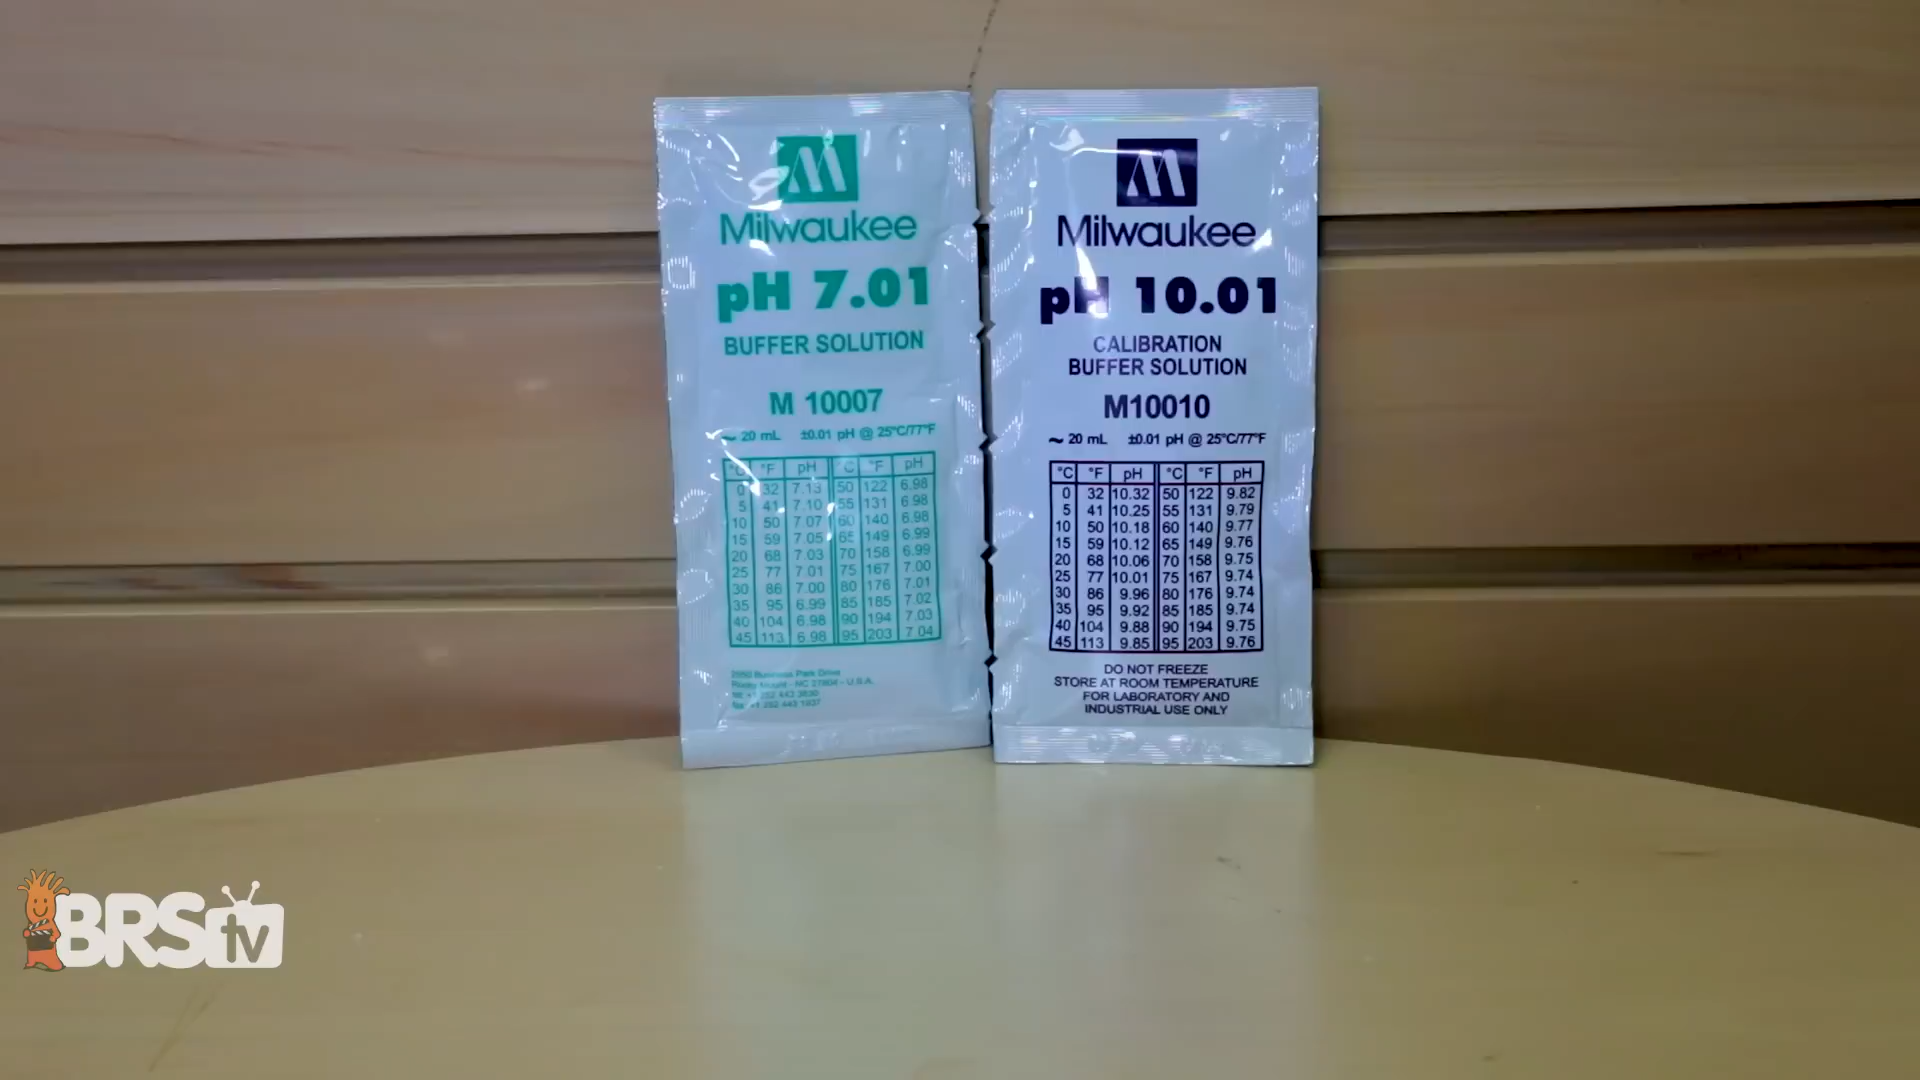 Milwaukee
pH 7.01
BUFFER SOLUTION
M 10007
~ 20 mL ±0.01 pH @ 25°C/77°F
°C °F pH °C °F pH
0 32 7.13 50 122 6.98
5 41 7.10 55 131 6.98
10 50 7.07 60 140 6.98
15 59 7.05 65 149 6.99
20 68 7.03 70 158 6.99
25 77 7.01 75 167 7.00
30 86 7.00 80 176 7.01
35 95 6.99 85 185 7.02
40 104 6.98 90 194 7.03
45 113 6.98 95 203 7.04
Business Park Drive
Rocky Mount - NC 27804 - U.S.A.
Milwaukee
pH 10.01
CALIBRATION
BUFFER SOLUTION
M10010
~ 20 mL ±0.01 pH @ 25°C/77°F
°C °F pH °C °F pH
0 32 10.32 50 122 9.82
5 41 10.25 55 131 9.79
10 50 10.18 60 140 9.77
15 59 10.12 65 149 9.76
20 68 10.06 70 158 9.75
25 77 10.01 75 167 9.74
30 86 9.96 80 176 9.74
35 95 9.92 85 185 9.74
40 104 9.88 90 194 9.75
45 113 9.85 95 203 9.76
DO NOT FREEZE
STORE AT ROOM TEMPERATURE
FOR LABORATORY AND
INDUSTRIAL USE ONLY
BRStv